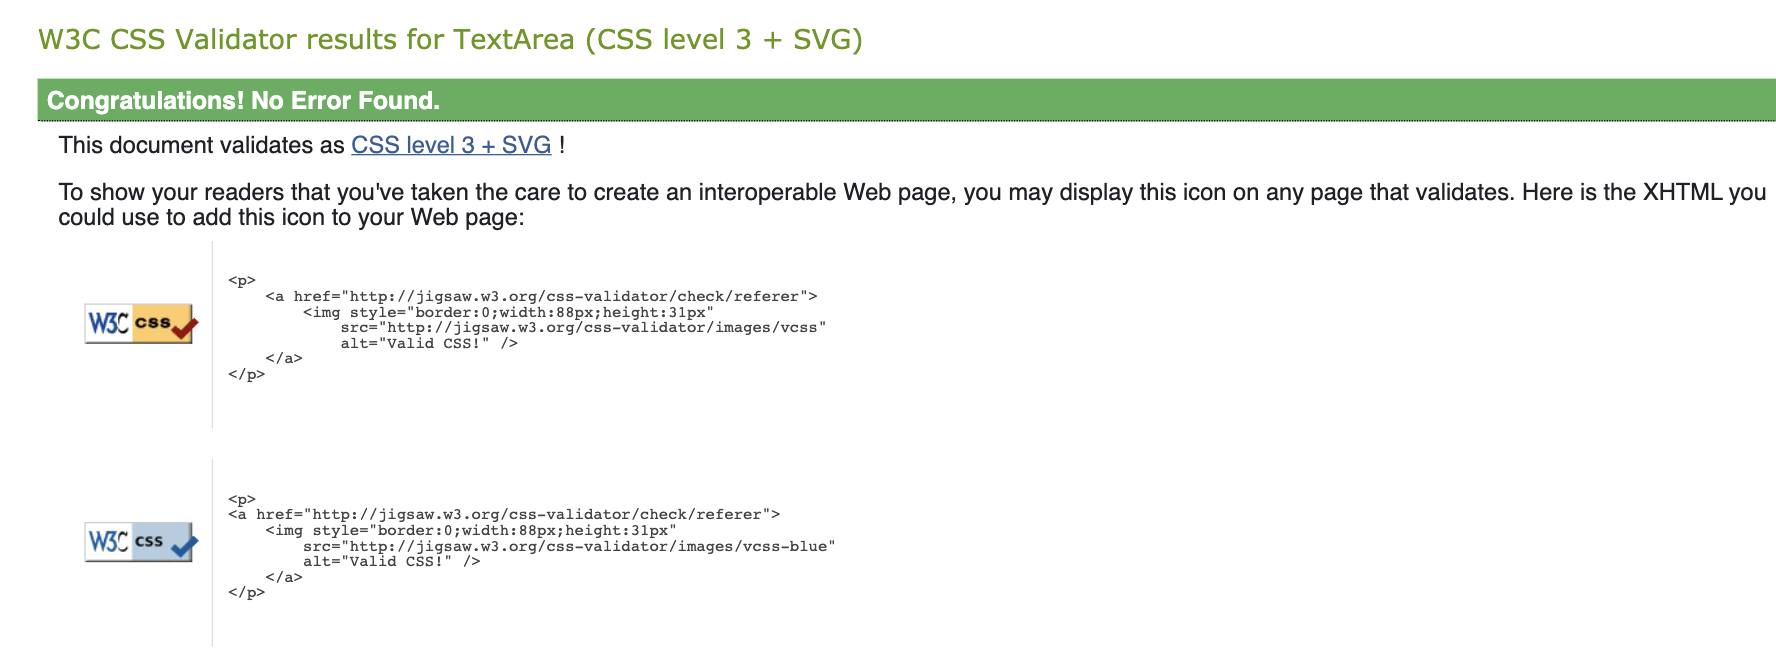 W3C CSS Validator results for TextArea (CSS level 3 + SVG)
Congratulations! No Error Found.
This document validates as CSS level 3 + SVG !
To show your readers that you've taken the care to create an interoperable Web page, you may display this icon on any page that validates. Here is the XHTML you
could use to add this icon to your Web page:
W3C css
<p>
    <a href="http://jigsaw.w3.org/css-validator/check/referer">
        <img style="border:0;width:88px;height:31px"
            src="http://jigsaw.w3.org/css-validator/images/vcss"
            alt="Valid CSS!" />
    </a>
</p>
W3C css
<p>
<a href="http://jigsaw.w3.org/css-validator/check/referer">
    <img style="border:0;width:88px;height:31px"
        src="http://jigsaw.w3.org/css-validator/images/vcss-blue"
        alt="Valid CSS!" />
    </a>
</p>